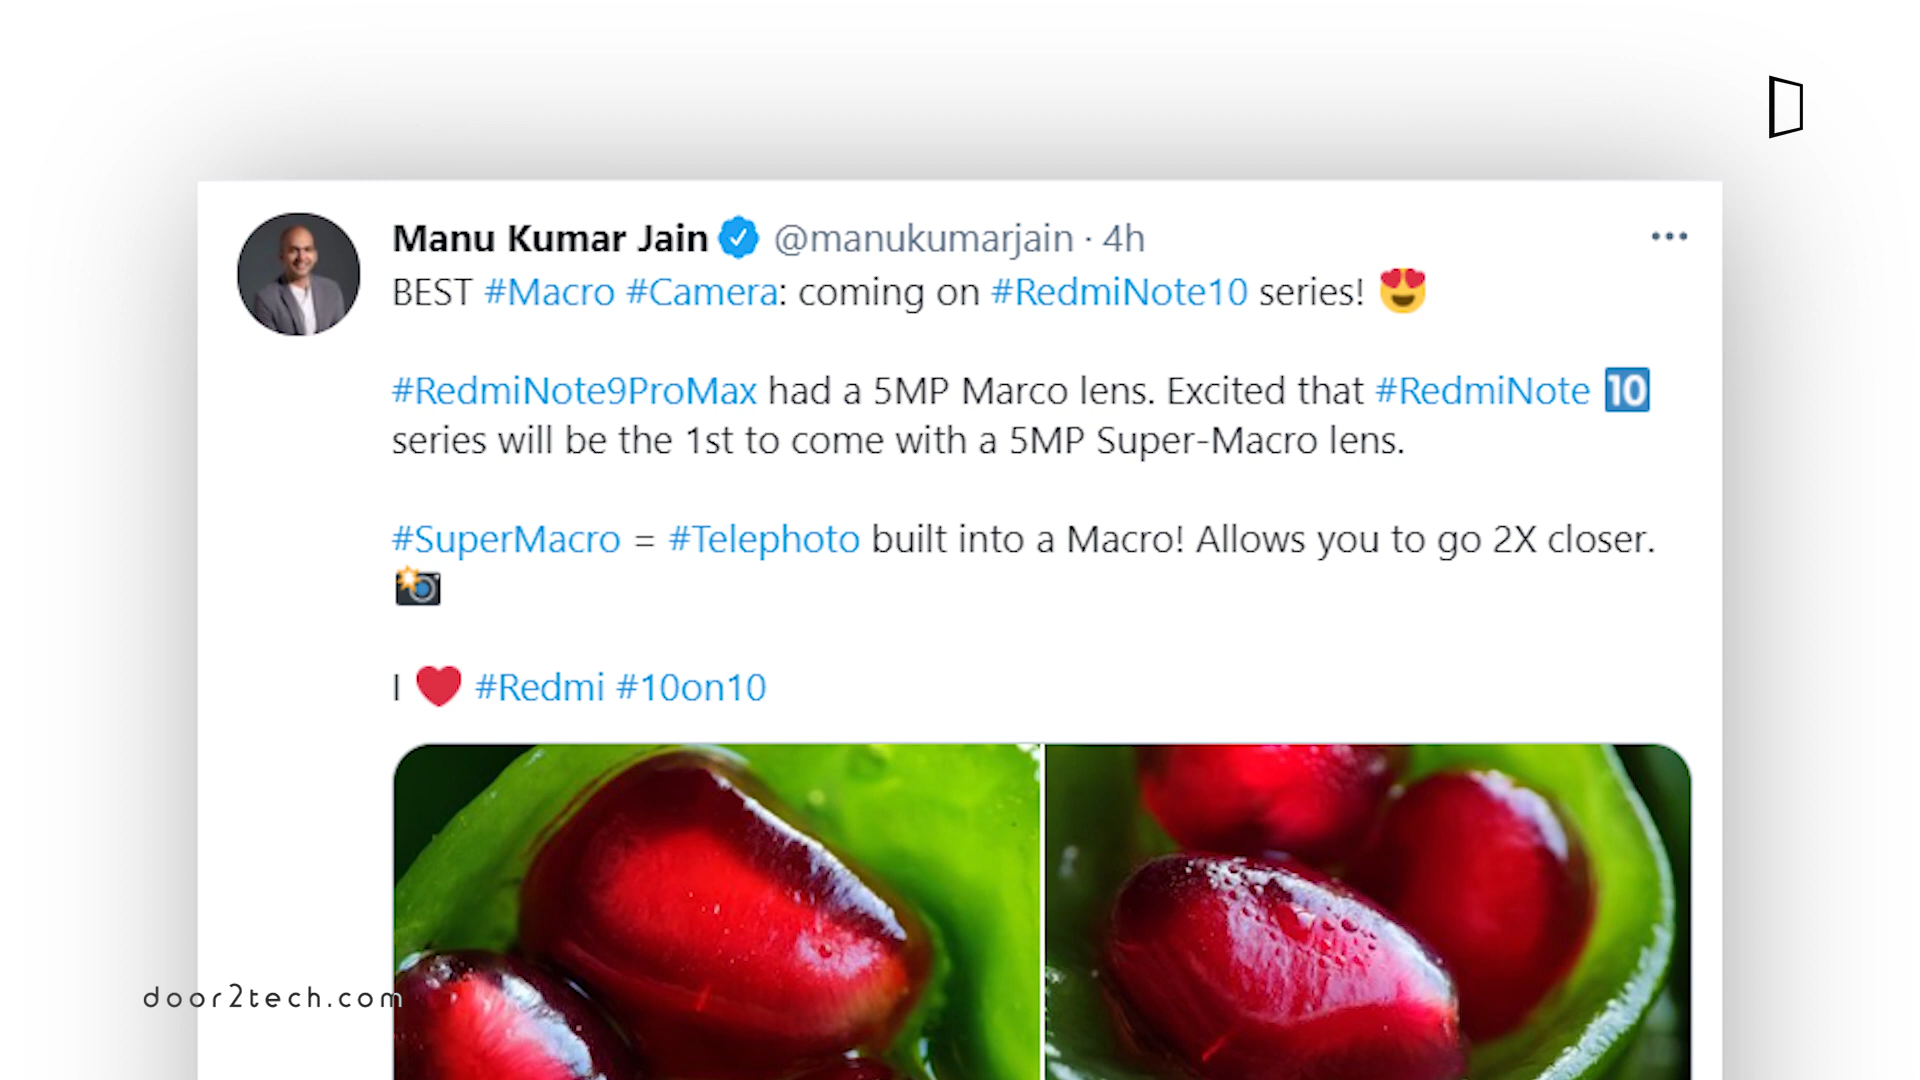 Manu Kumar Jain @manukumarjain · 4h
BEST #Macro #Camera: coming on #RedmiNote10 series! 😍
#RedmiNote9ProMax had a 5MP Marco lens. Excited that #RedmiNote 🔟
series will be the 1st to come with a 5MP Super-Macro lens.
#SuperMacro = #Telephoto built into a Macro! Allows you to go 2X closer.
📸
I ❤️ #Redmi #10on10
door2tech.com